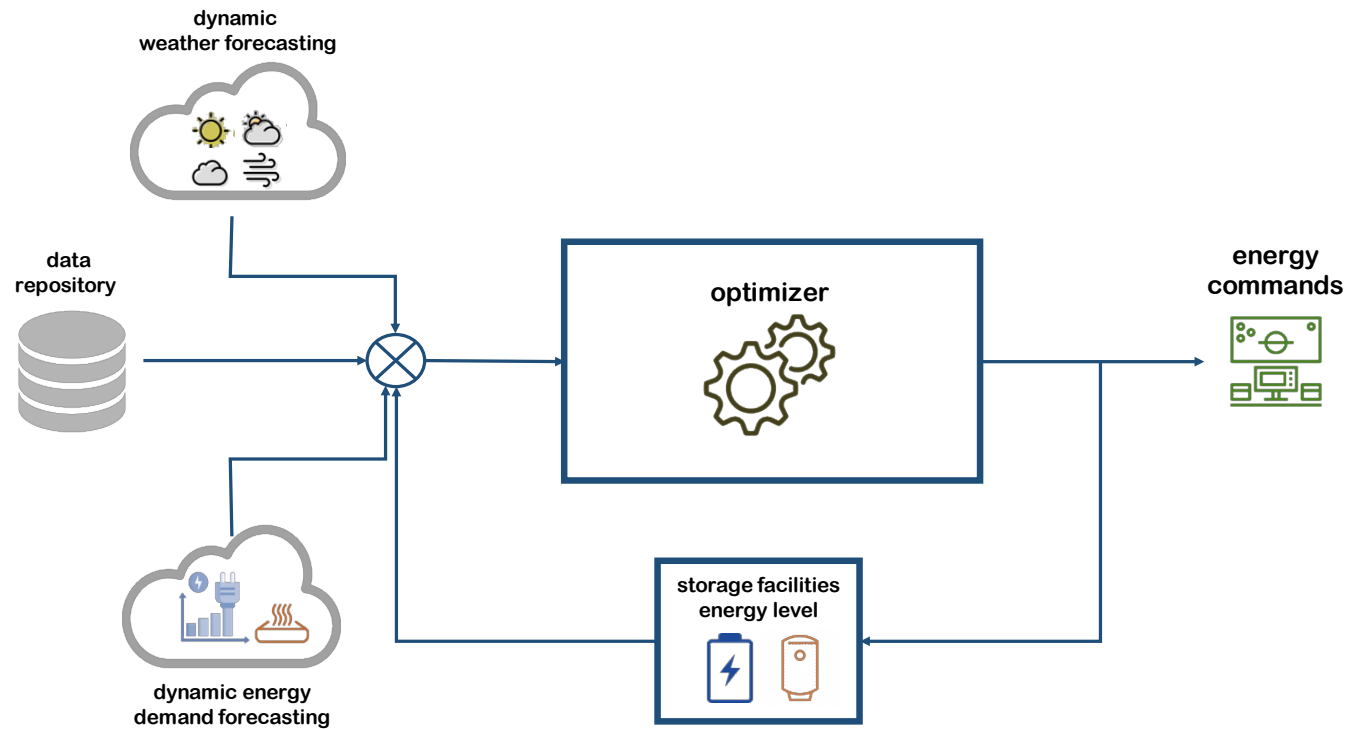 dynamic
weather forecasting
data
repository
optimizer
energy
commands
storage facilities
energy level
dynamic energy
demand forecasting